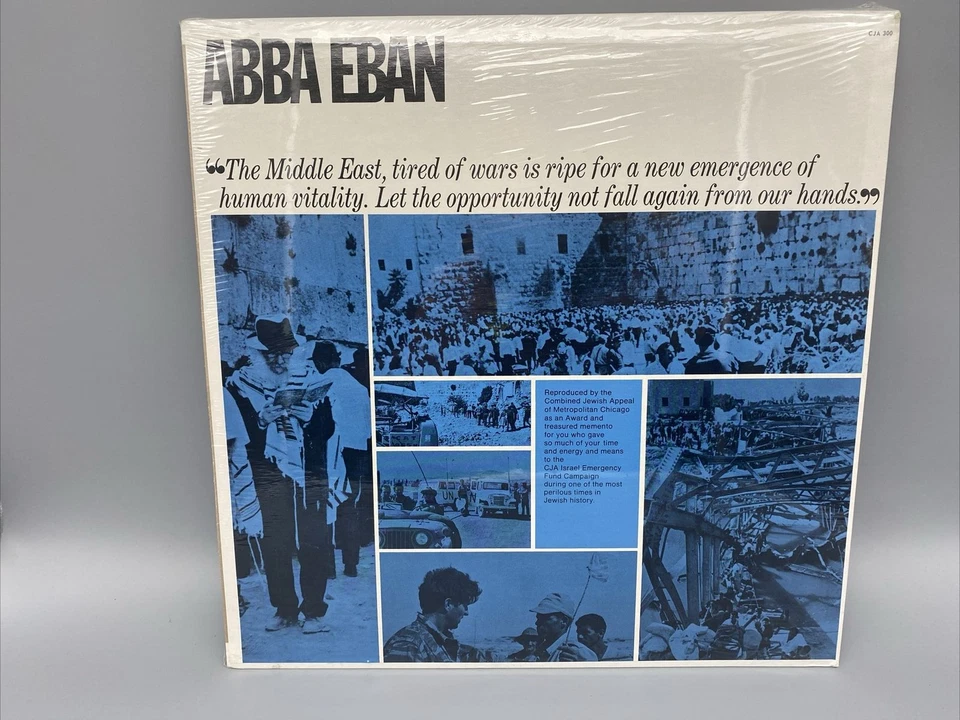 CJA 300
ABBA EBAN
“The Middle East, tired of wars is ripe for a new emergence of
human vitality. Let the opportunity not fall again from our hands.”
Reproduced by the
Combined Jewish Appeal
of Metropolitan Chicago
as an Award and
treasured memento
for you who gave
so much of your time
and energy and means
to the
CJA Israel Emergency
Fund Campaign
during one of the most
perilous times in
Jewish history.
UN